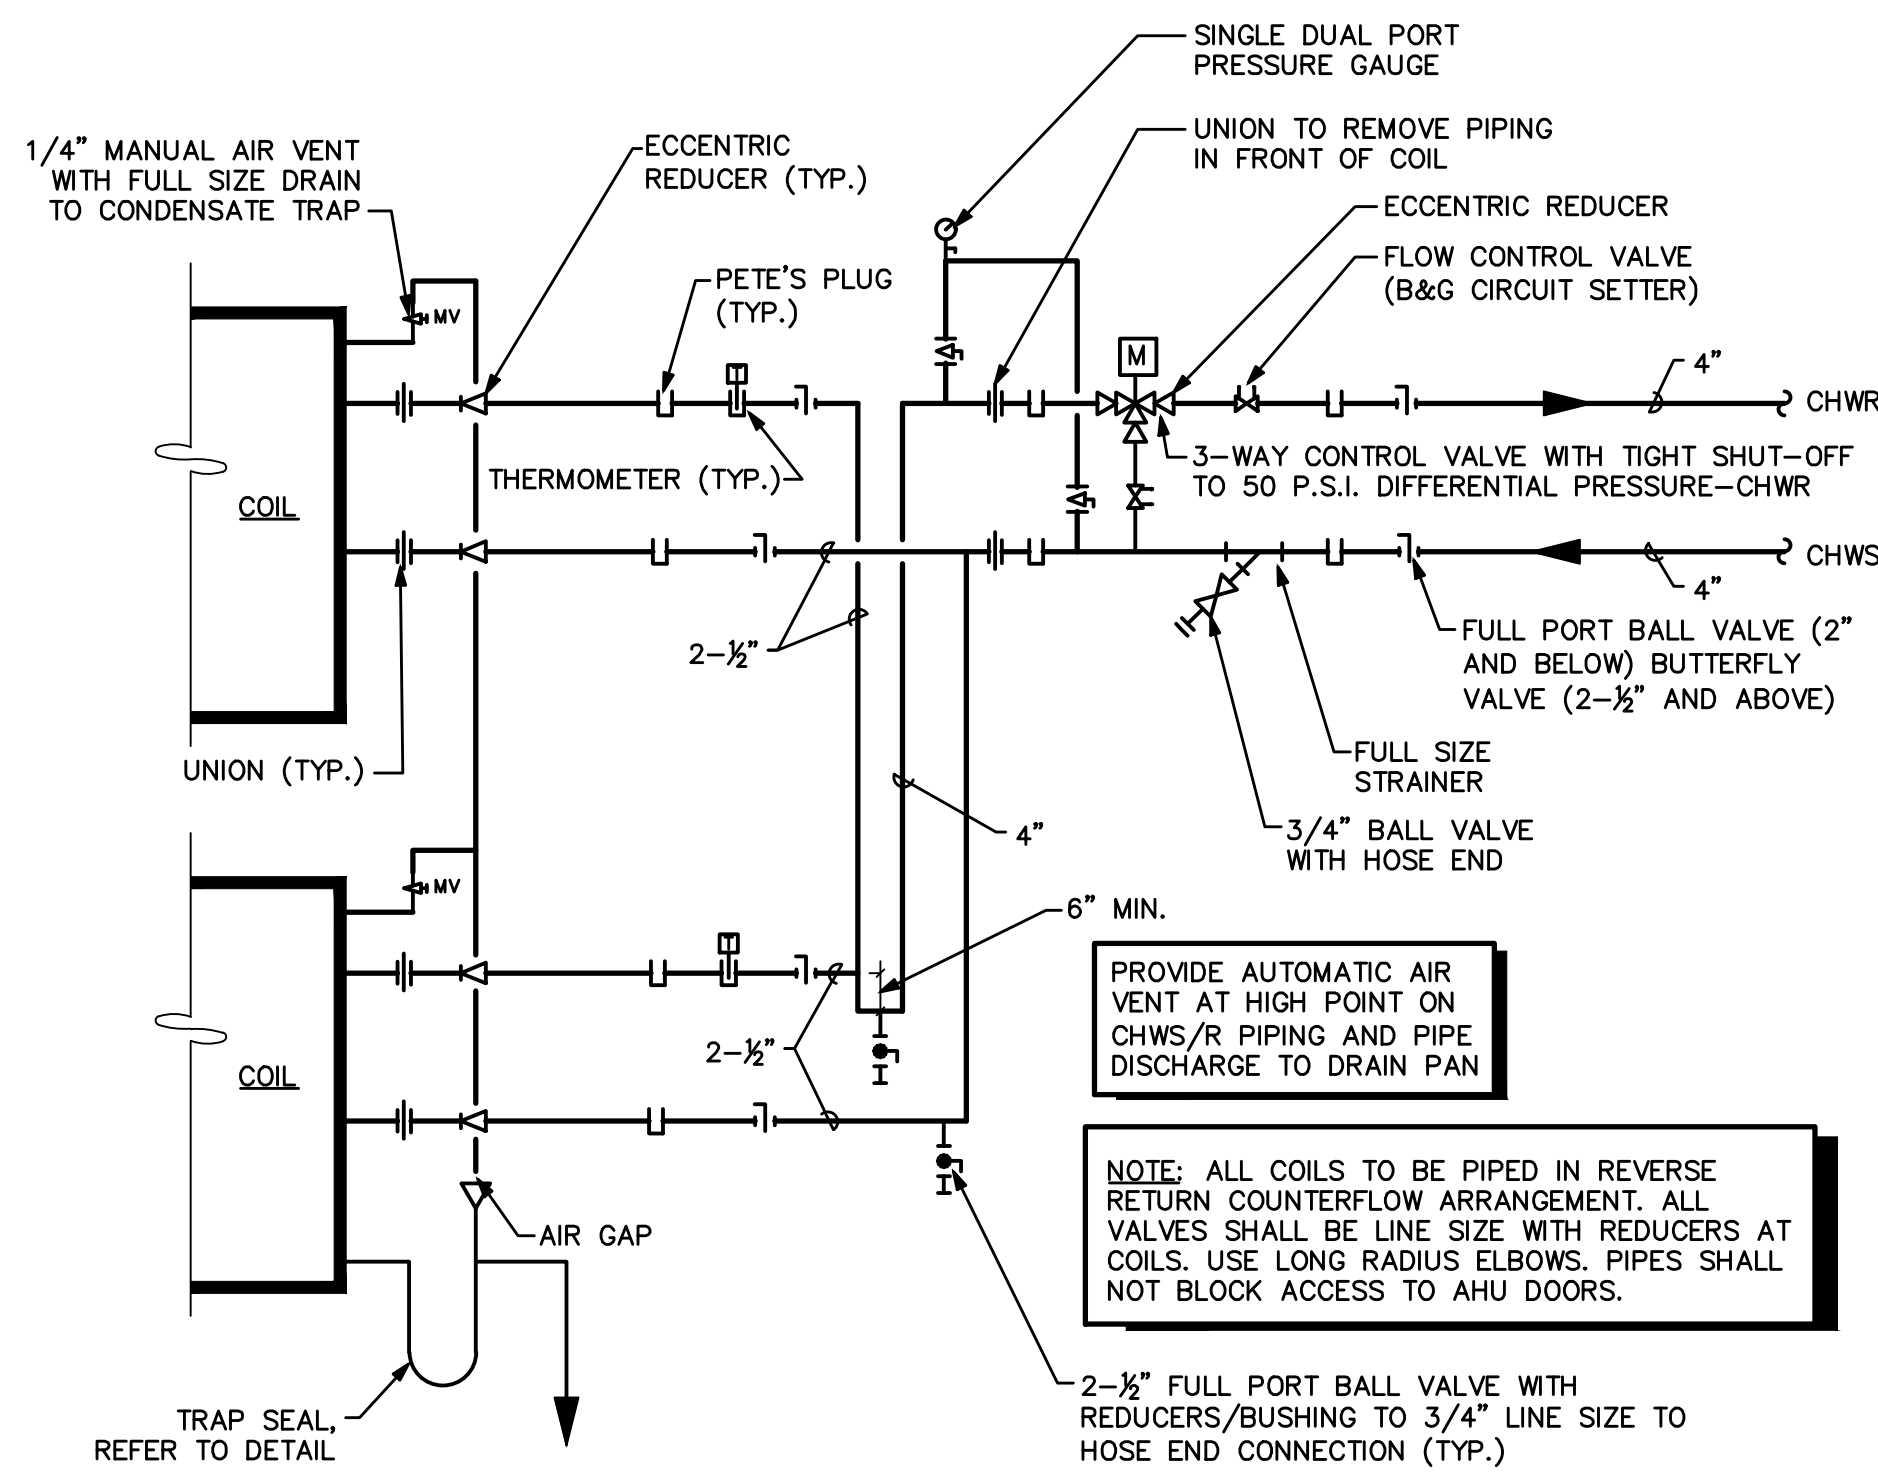 SINGLE DUAL PORT
PRESSURE GAUGE
UNION TO REMOVE PIPING
IN FRONT OF COIL
1/4" MANUAL AIR VENT
WITH FULL SIZE DRAIN
TO CONDENSATE TRAP
ECCENTRIC
REDUCER (TYP.)
ECCENTRIC REDUCER
FLOW CONTROL VALVE
(B&G CIRCUIT SETTER)
PETE'S PLUG
(TYP.)
MV
M
T
4"
CHWR
THERMOMETER (TYP.)
3-WAY CONTROL VALVE WITH TIGHT SHUT-OFF
TO 50 P.S.I. DIFFERENTIAL PRESSURE-CHWR
COIL
CHWS
4"
2-½"
FULL PORT BALL VALVE (2"
AND BELOW) BUTTERFLY
VALVE (2-½" AND ABOVE)
UNION (TYP.)
FULL SIZE
STRAINER
4"
3/4" BALL VALVE
WITH HOSE END
MV
6" MIN.
T
PROVIDE AUTOMATIC AIR
VENT AT HIGH POINT ON
CHWS/R PIPING AND PIPE
DISCHARGE TO DRAIN PAN
2-½"
COIL
NOTE: ALL COILS TO BE PIPED IN REVERSE
RETURN COUNTERFLOW ARRANGEMENT. ALL
VALVES SHALL BE LINE SIZE WITH REDUCERS AT
COILS. USE LONG RADIUS ELBOWS. PIPES SHALL
NOT BLOCK ACCESS TO AHU DOORS.
AIR GAP
2-½" FULL PORT BALL VALVE WITH
REDUCERS/BUSHING TO 3/4" LINE SIZE TO
HOSE END CONNECTION (TYP.)
TRAP SEAL,
REFER TO DETAIL